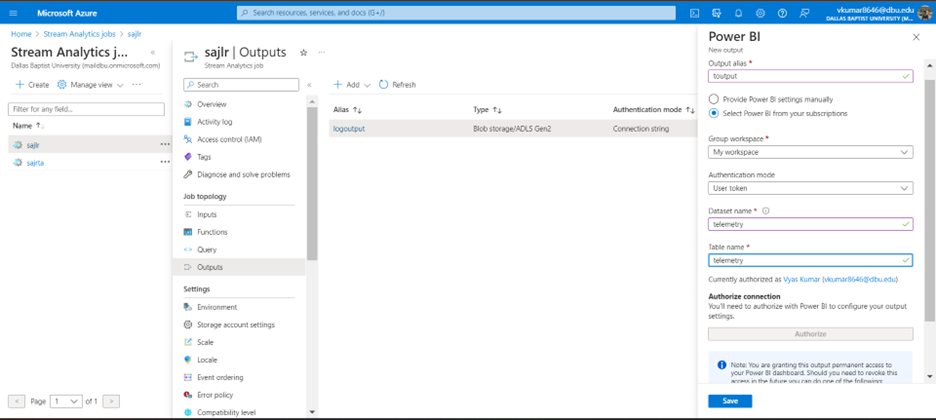 Microsoft Azure
Search resources, services, and docs (G+/)
vkumar8646@dbu.edu
DALLAS BAPTIST UNIVERSITY (M...
Home > Stream Analytics jobs > sajlr
Stream Analytics j...
Dallas Baptist University (maildbu.onmicrosoft.com)
+ Create
Manage view
Filter for any field...
Name
sajlr
sajrta
Page 1 of 1
sajlr | Outputs
Stream Analytics job
Search
Overview
Activity log
Access control (IAM)
Tags
Diagnose and solve problems
Job topology
Inputs
Functions
Query
Outputs
Settings
Environment
Storage account settings
Scale
Locale
Event ordering
Error policy
Compatibility level
+ Add
Refresh
Alias
Type
Authentication mode
logoutput
Blob storage/ADLS Gen2
Connection string
Power BI
New output
Output alias *
toutput
Provide Power BI settings manually
Select Power BI from your subscriptions
Group workspace *
My workspace
Authentication mode
User token
Dataset name *
telemetry
Table name *
telemetry
Currently authorized as Vyas Kumar (vkumar8646@dbu.edu)
Authorize connection
You'll need to authorize with Power BI to configure your output
settings.
Authorize
Note: You are granting this output permanent access to
your Power BI dashboard. Should you need to revoke this
access in the future you can do one of the following:
Save